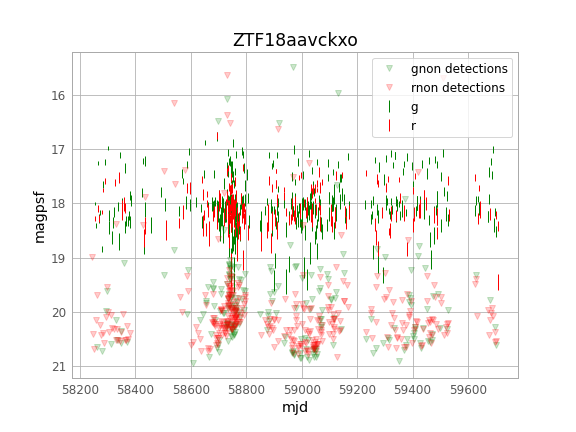 ZTF18aavckxo
gnon detections
rnon detections
g
r
magpsf
16
17
18
19
20
21
58200 58400 58600 58800 59000 59200 59400 59600
mjd